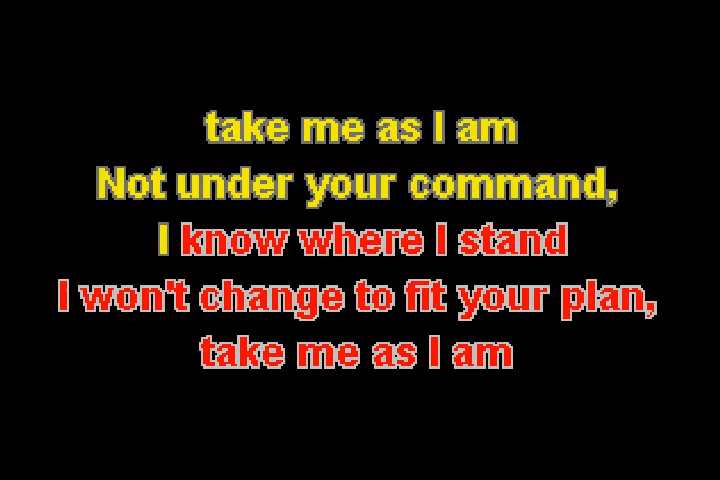 take me as I am
Not under your command,
I know where I stand
I won't change to fit your plan,
take me as I am